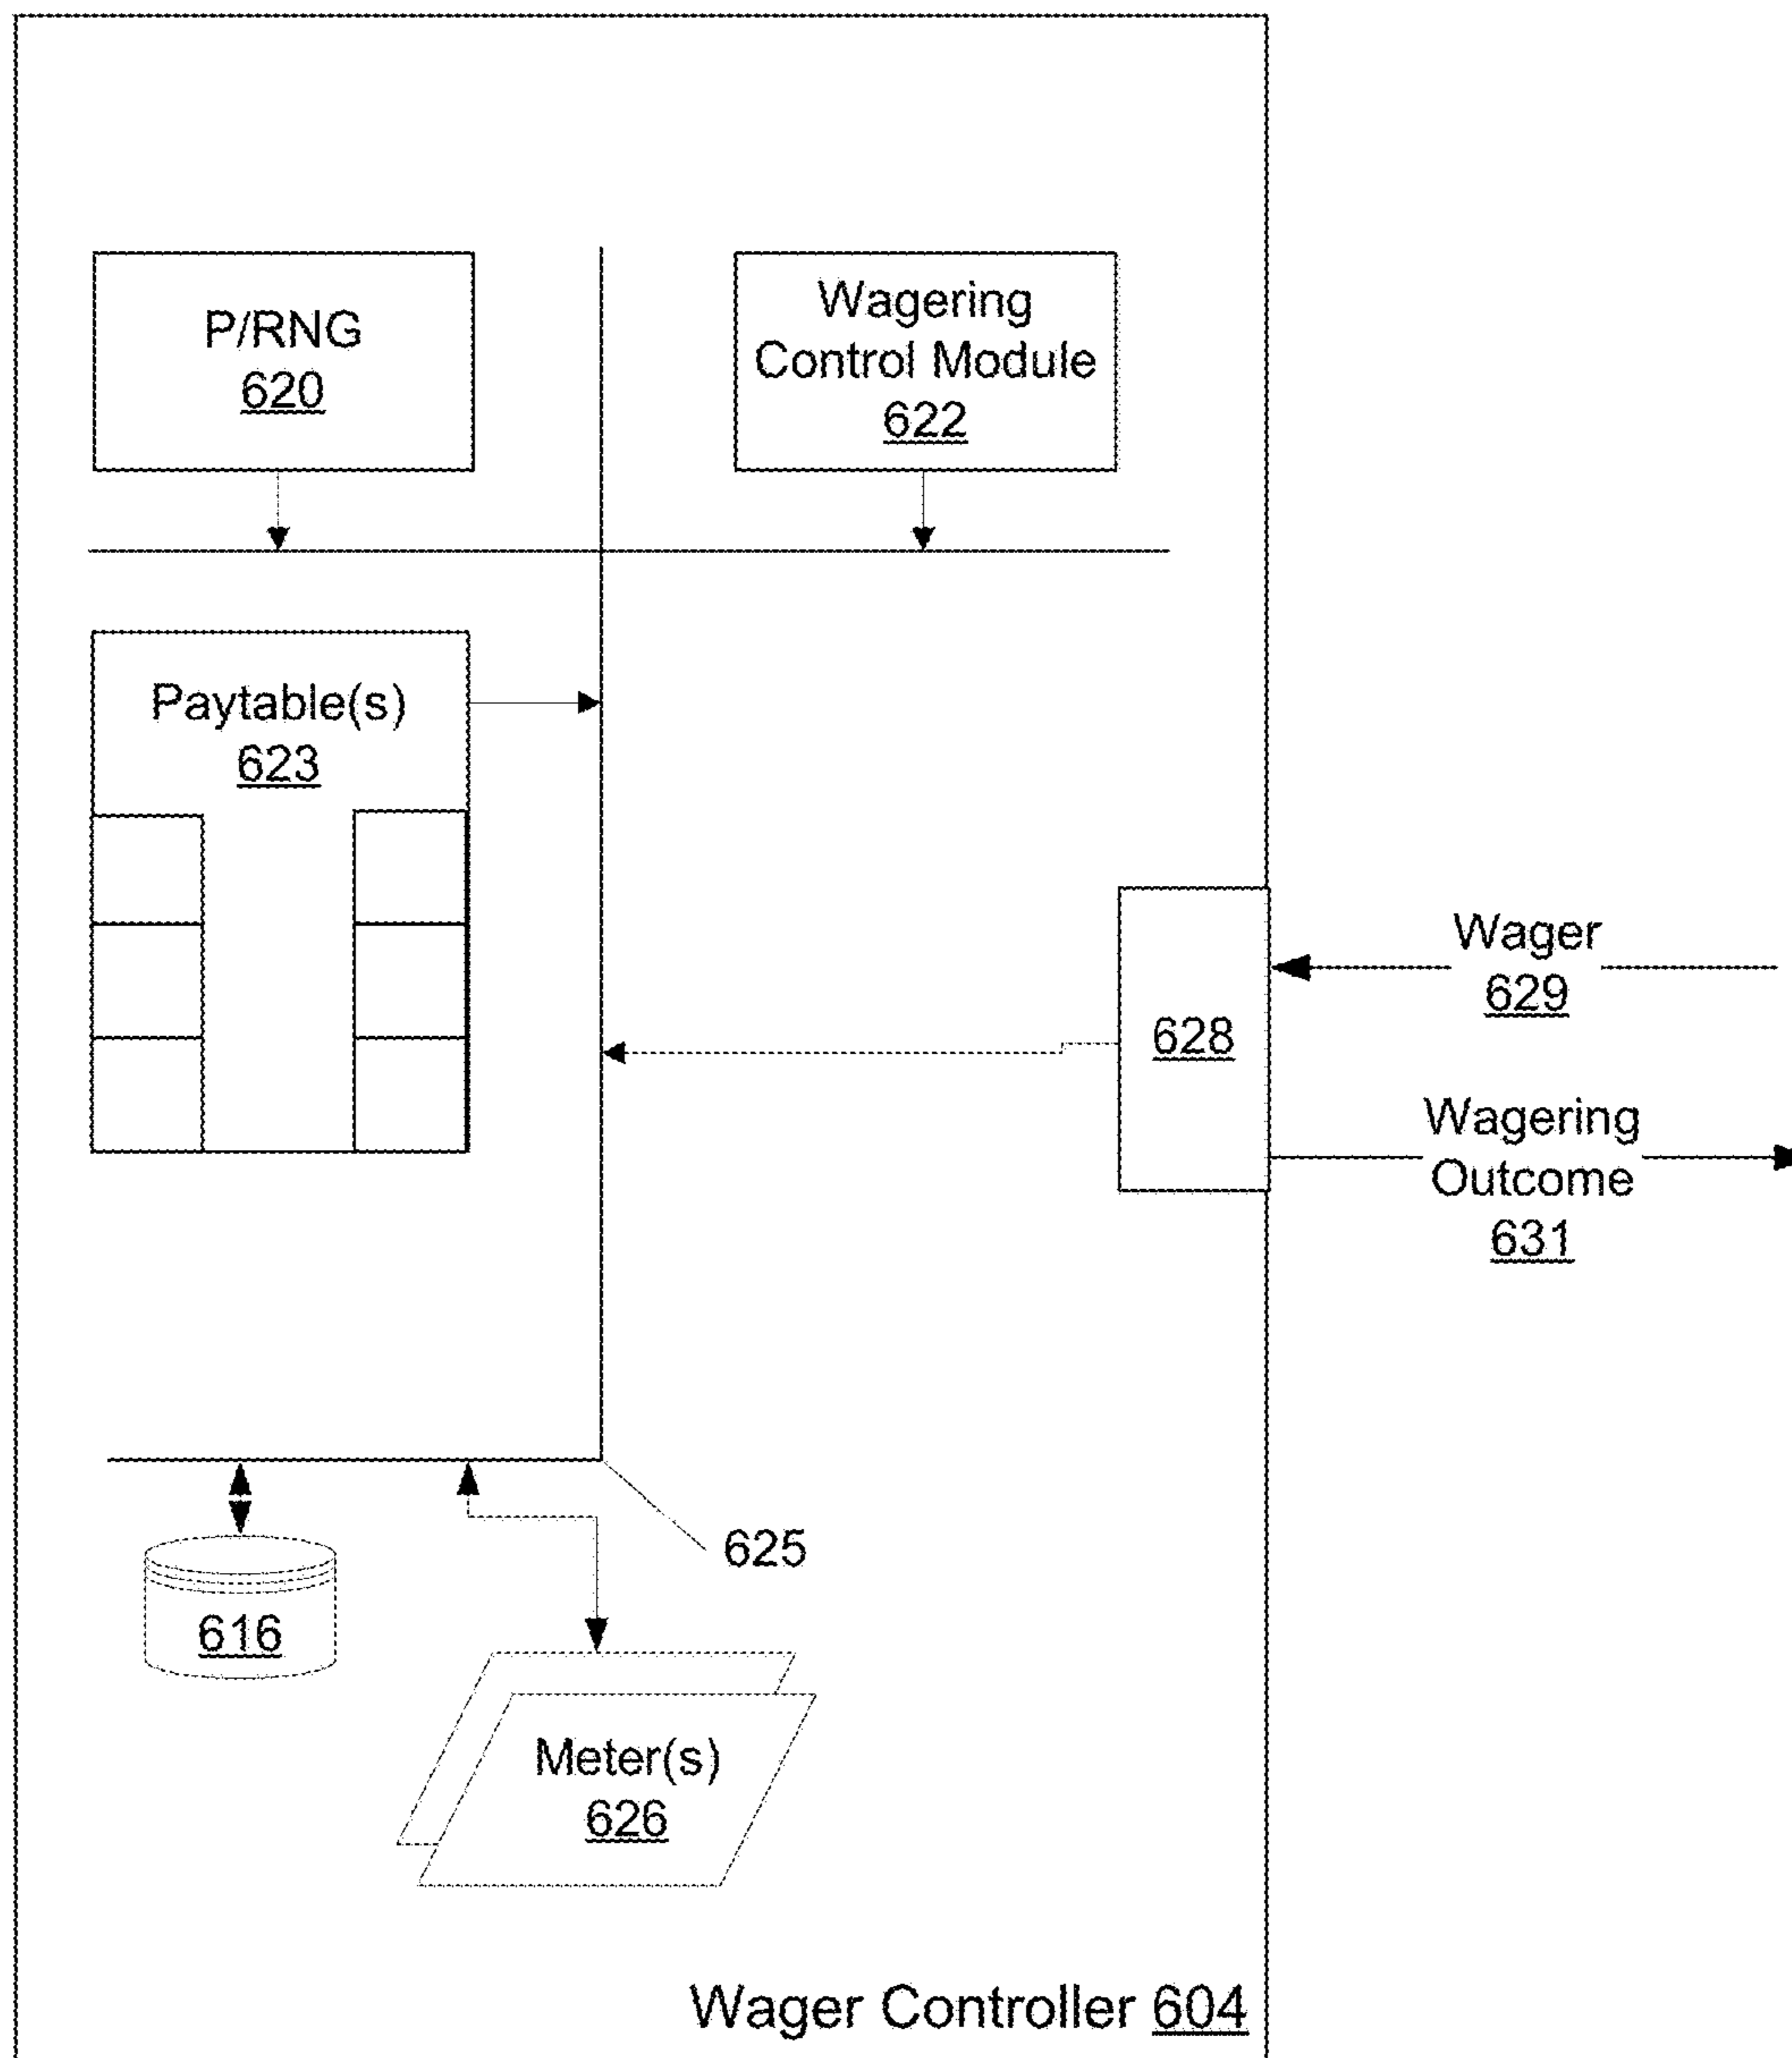 P/RNG
620
Wagering
Control Module
622
Paytable(s)
623
Wager
629
628
Wagering
Outcome
631
625
616
Meter(s)
626
Wager Controller 604